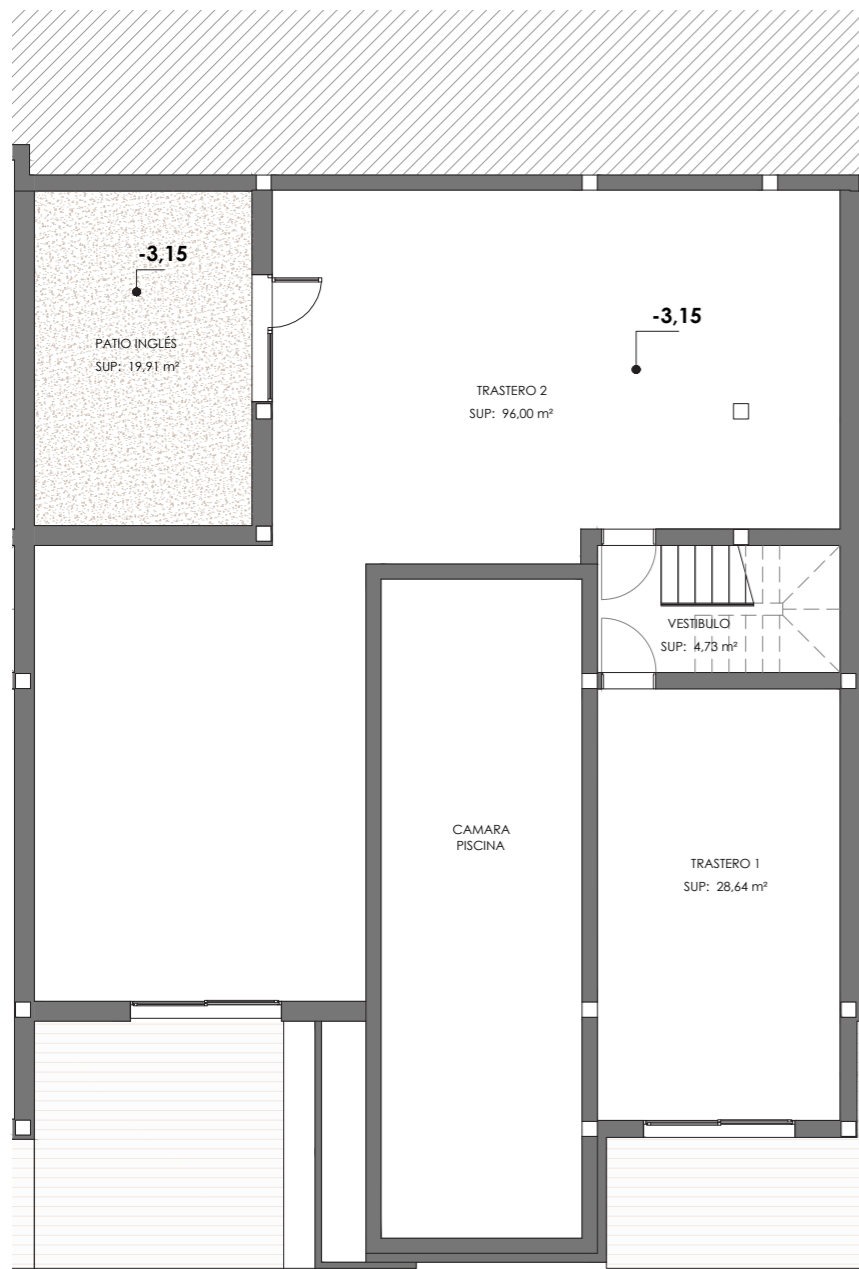 -3,15
PATIO INGLÉS
SUP: 19,91 m²
-3,15
TRASTERO 2
SUP: 96,00 m²
VESTIBULO
SUP: 4,73 m²
CAMARA
PISCINA
TRASTERO 1
SUP: 28,64 m²